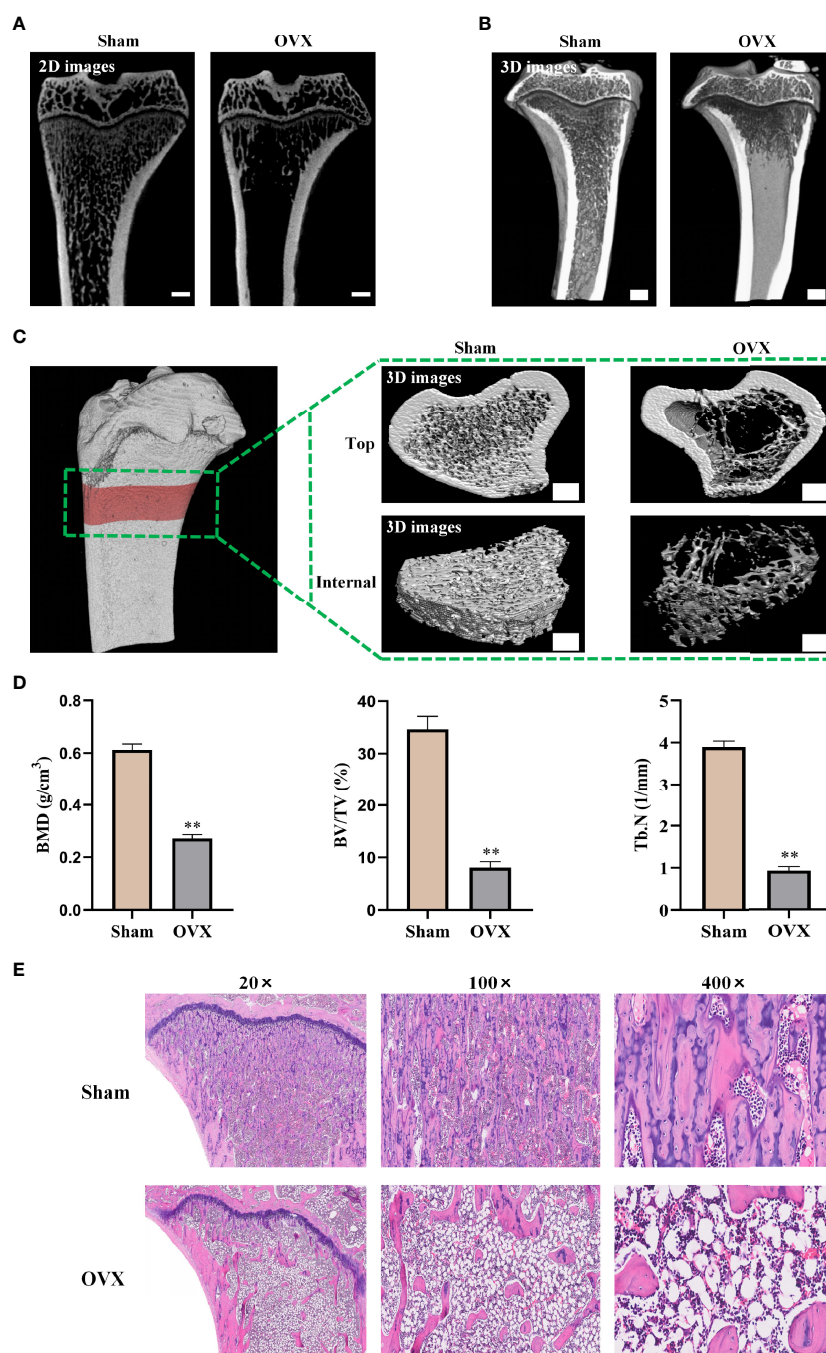 A
Sham
OVX
2D images
B
Sham
OVX
3D images
C
Sham
OVX
3D images
Top
3D images
Internal
D
0.8
0.6
0.4
0.2
0.0
BMD (g/cm³)
**
Sham
OVX
40
30
20
10
0
BV/TV (%)
**
Sham
OVX
5
4
3
2
1
0
Tb.N (1/mm)
**
Sham
OVX
E
20×
100×
400×
Sham
OVX